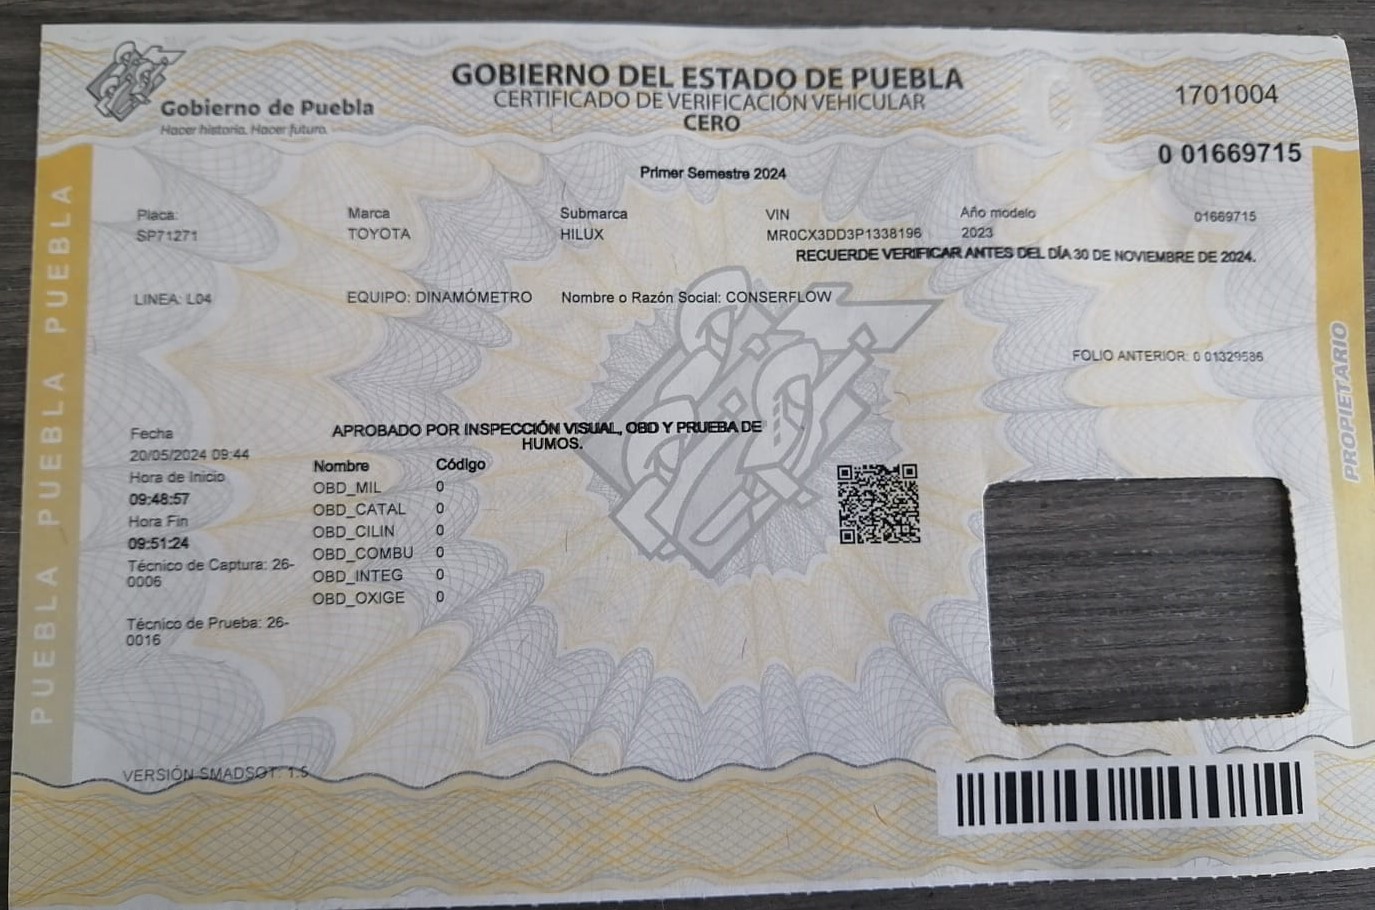 GOBIERNO DEL ESTADO DE PUEBLA
CERTIFICADO DE VERIFICACIÓN VEHICULAR
CERO
1701004
Gobierno de Puebla
Hacer historia. Hacer futuro.
0 01669715
Primer Semestre 2024
Placa: Marca Submarca VIN Año modelo 01669715
SP71271 TOYOTA HILUX MR0CX3DD3P1338196 2023
RECUERDE VERIFICAR ANTES DEL DÍA 30 DE NOVIEMBRE DE 2024.
LINEA: L04 EQUIPO: DINAMÓMETRO Nombre o Razón Social: CONSERFLOW
FOLIO ANTERIOR: 0 01329586
APROBADO POR INSPECCIÓN VISUAL, OBD Y PRUEBA DE
HUMOS.
Fecha
20/05/2024 09:44
Hora de Inicio
09:48:57
Hora Fin
09:51:24
Técnico de Captura: 26-
0006
Técnico de Prueba: 26-
0016
Nombre Código
OBD_MIL 0
OBD_CATAL 0
OBD_CILIN 0
OBD_COMBU 0
OBD_INTEG 0
OBD_OXIGE 0
VERSIÓN SMADSOT: 1.5
PUEBLA PUEBLA PUEBLA
PROPIETARIO
0